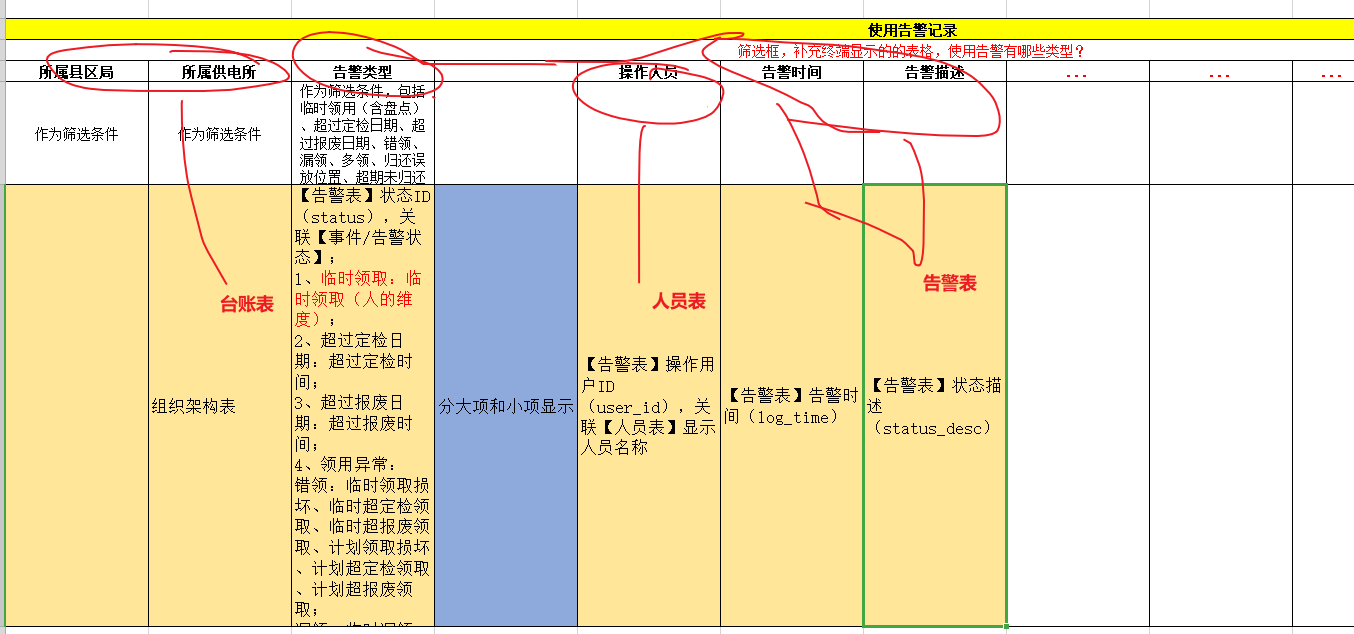 使用告警记录
筛选框，补充终端显示的的表格，使用告警有哪些类型？
所属县区局
所属供电所
告警类型
操作人员
告警时间
告警描述
...
...
...
作为筛选条件
作为筛选条件
作为筛选条件，包括
临时领用（含盘点）
、超过定检日期、超
过报废日期、错领、
漏领、多领、归还误
放位置、超期未归还
组织架构表
【告警表】状态ID
（status），关
联【事件/告警状
态】；
1、临时领取：临
时领取（人的维
度）；
2、超过定检日
期：超过定检时
间；
3、超过报废日
期：超过报废时
间；
4、领用异常：
错领：临时领取损
坏、临时超定检领
取、临时超报废领
取、计划领取损坏
、计划超定检领取
、计划超报废领
取；
分大项和小项显示
【告警表】操作用
户ID
（user_id），关
联【人员表】显示
人员名称
【告警表】告警时
间（log_time）
【告警表】状态描
述
（status_desc）
台账表
人员表
告警表